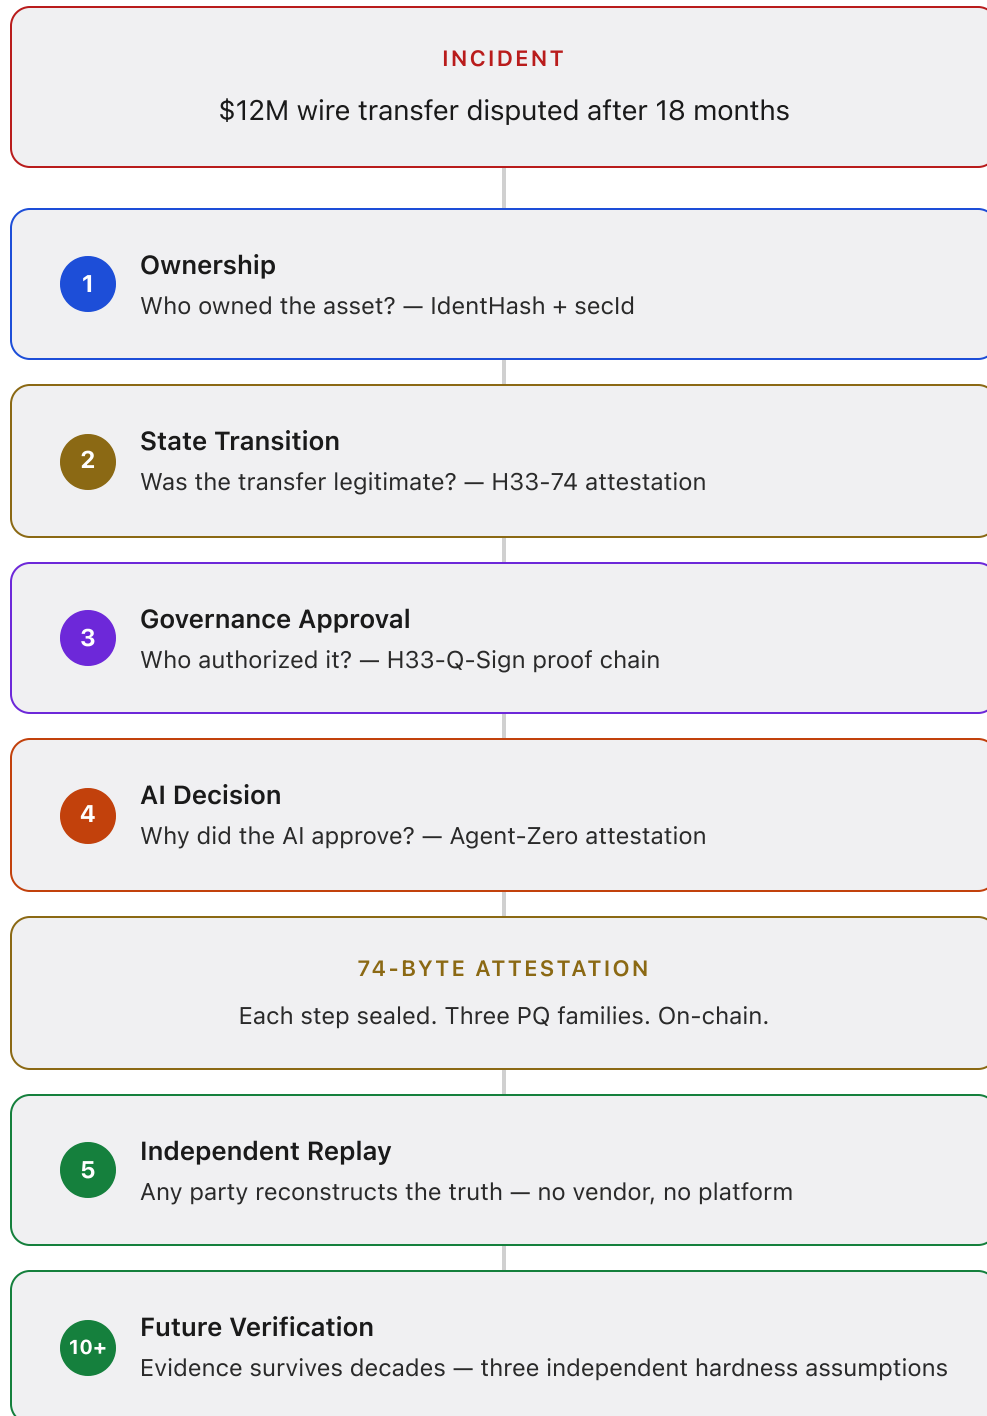 INCIDENT
$12M wire transfer disputed after 18 months
1
Ownership
Who owned the asset? — IdentHash + secId
2
State Transition
Was the transfer legitimate? — H33-74 attestation
3
Governance Approval
Who authorized it? — H33-Q-Sign proof chain
4
AI Decision
Why did the AI approve? — Agent-Zero attestation
74-BYTE ATTESTATION
Each step sealed. Three PQ families. On-chain.
5
Independent Replay
Any party reconstructs the truth — no vendor, no platform
10+
Future Verification
Evidence survives decades — three independent hardness assumptions